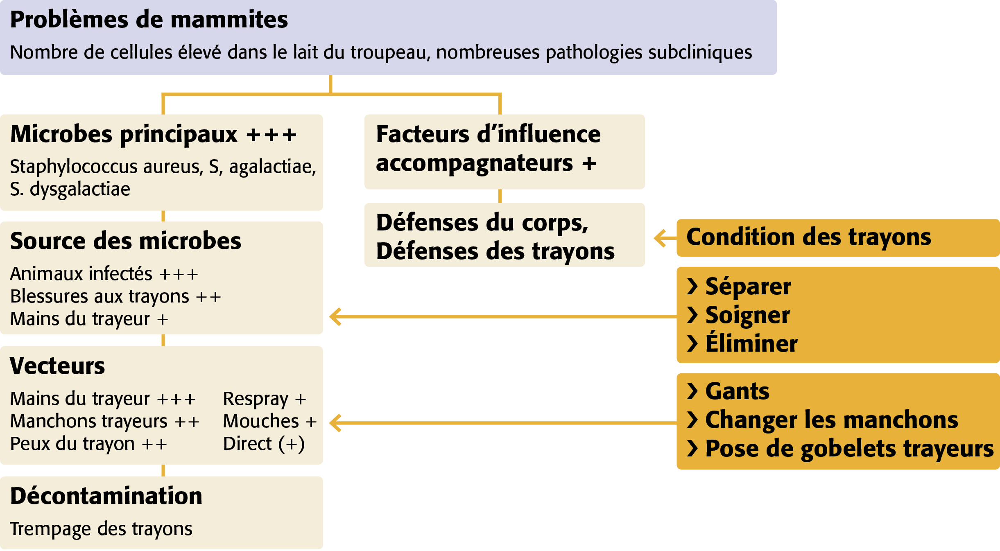 Problèmes de mammites
Nombre de cellules élevé dans le lait du troupeau, nombreuses pathologies subcliniques
Microbes principaux +++
Staphylococcus aureus, S, agalactiae,
S. dysgalactiae
Facteurs d’influence
accompagnateurs +
Défenses du corps,
Défenses des trayons
Condition des trayons
Source des microbes
Animaux infectés +++
Blessures aux trayons ++
Mains du trayeur +
❯ Séparer
❯ Soigner
❯ Éliminer
Vecteurs
Mains du trayeur +++ Respray +
Manchons trayeurs ++ Mouches +
Peux du trayon ++ Direct (+)
❯ Gants
❯ Changer les manchons
❯ Pose de gobelets trayeurs
Décontamination
Trempage des trayons